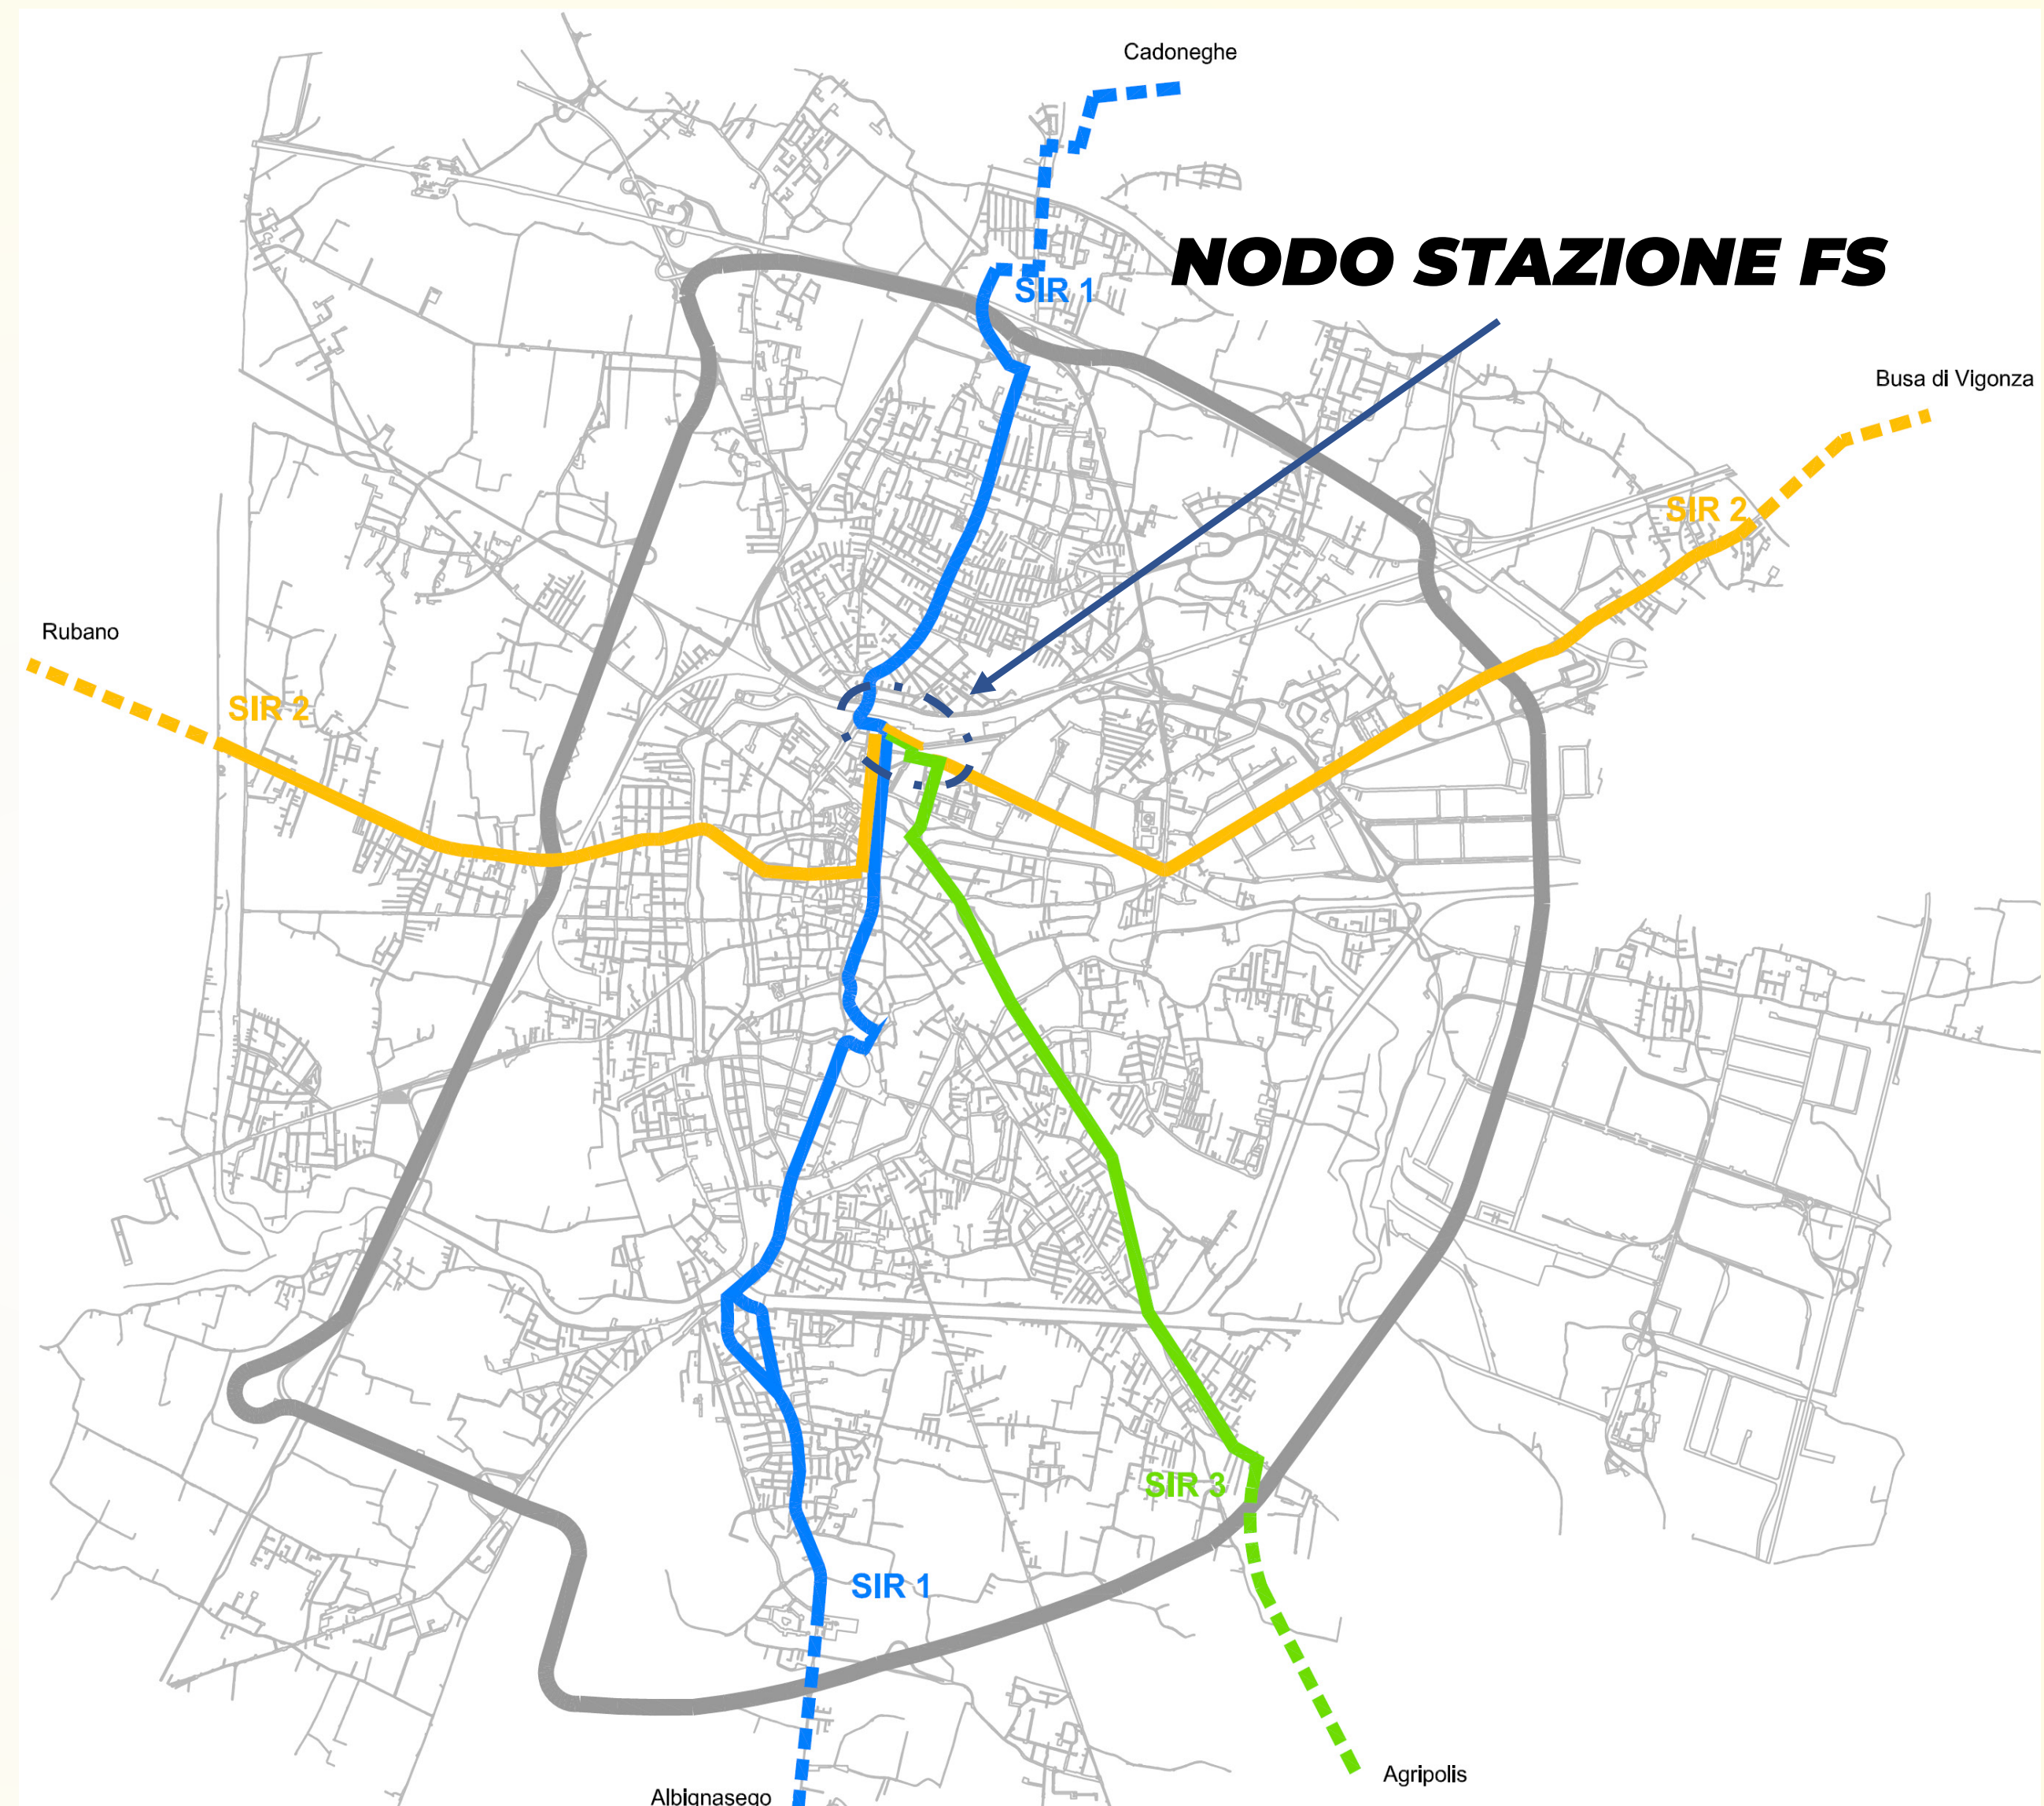 Cadoneghe
NODO STAZIONE FS
SIR 1
Busa di Vigonza
SIR 2
Rubano
SIR 2
SIR 3
SIR 1
Agripolis
Albignasego